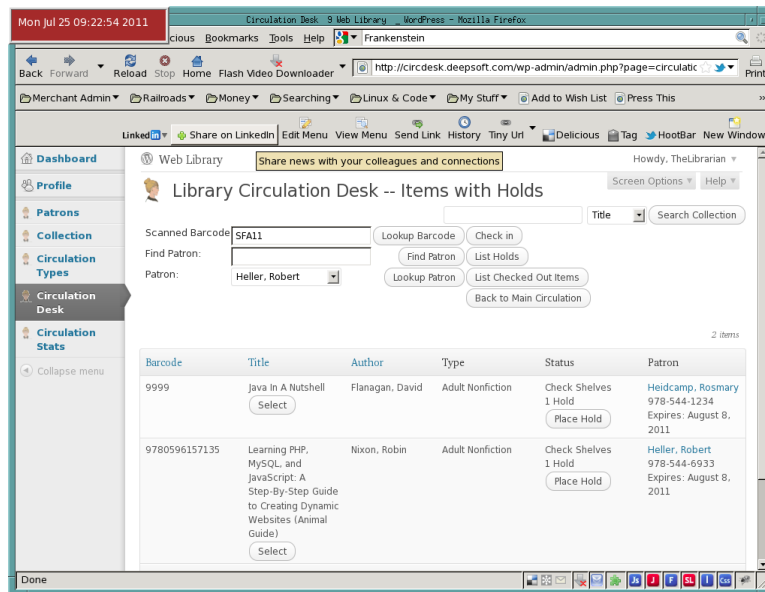 Circulation Desk 9 Web Library _ WordPress - Mozilla Firefox
Mon Jul 25 09:22:54 2011
Bookmarks Tools Help Frankenstein
Back Forward Reload Stop Home Flash Video Downloader http://circdesk.deepsoft.com/wp-admin/admin.php?page=circulatic Print
Merchant Admin Railroads Money Searching Linux & Code My Stuff Add to Wish List Press This »
Linked in Share on LinkedIn Edit Menu View Menu Send Link History Tiny Url Delicious Tag HootBar New Window
Dashboard
Profile
Patrons
Collection
Circulation
Types
Circulation
Desk
Circulation
Stats
Collapse menu
Web Library Share news with your colleagues and connections Howdy, TheLibrarian
Screen Options Help
Library Circulation Desk -- Items with Holds
Title Search Collection
Scanned Barcode SFA11 Lookup Barcode Check in
Find Patron: Find Patron List Holds
Patron: Heller, Robert Lookup Patron List Checked Out Items
Back to Main Circulation
2 items
Barcode Title Author Type Status Patron
9999 Java In A Nutshell Flanagan, David Adult Nonfiction Check Shelves Heidcamp, Rosmary
Select 1 Hold 978-544-1234
Place Hold Expires: August 8,
2011
9780596157135 Learning PHP, Nixon, Robin Adult Nonfiction Check Shelves Heller, Robert
MySQL, and 1 Hold 978-544-6933
JavaScript: A Place Hold Expires: August 8,
Step-By-Step Guide 2011
to Creating Dynamic
Websites (Animal
Guide)
Select
Done Js J F SL I Css